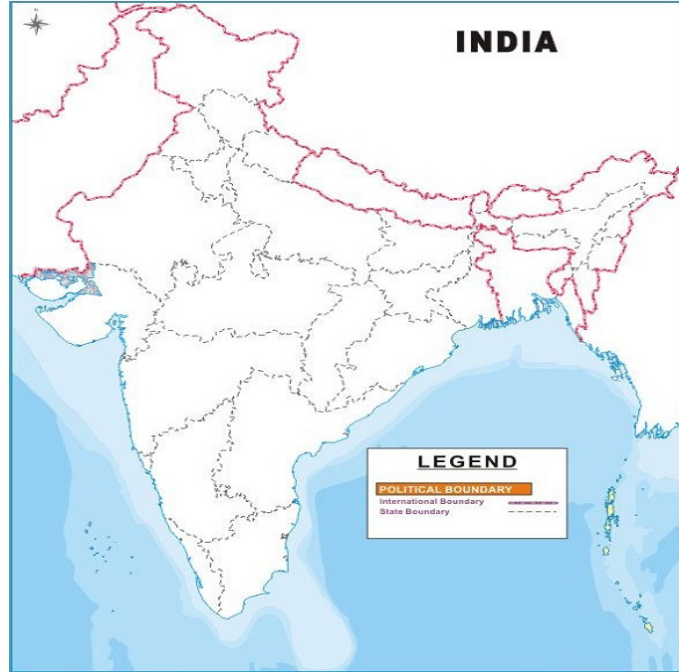 INDIA
LEGEND
POLITICAL BOUNDARY
International Boundary
State Boundary